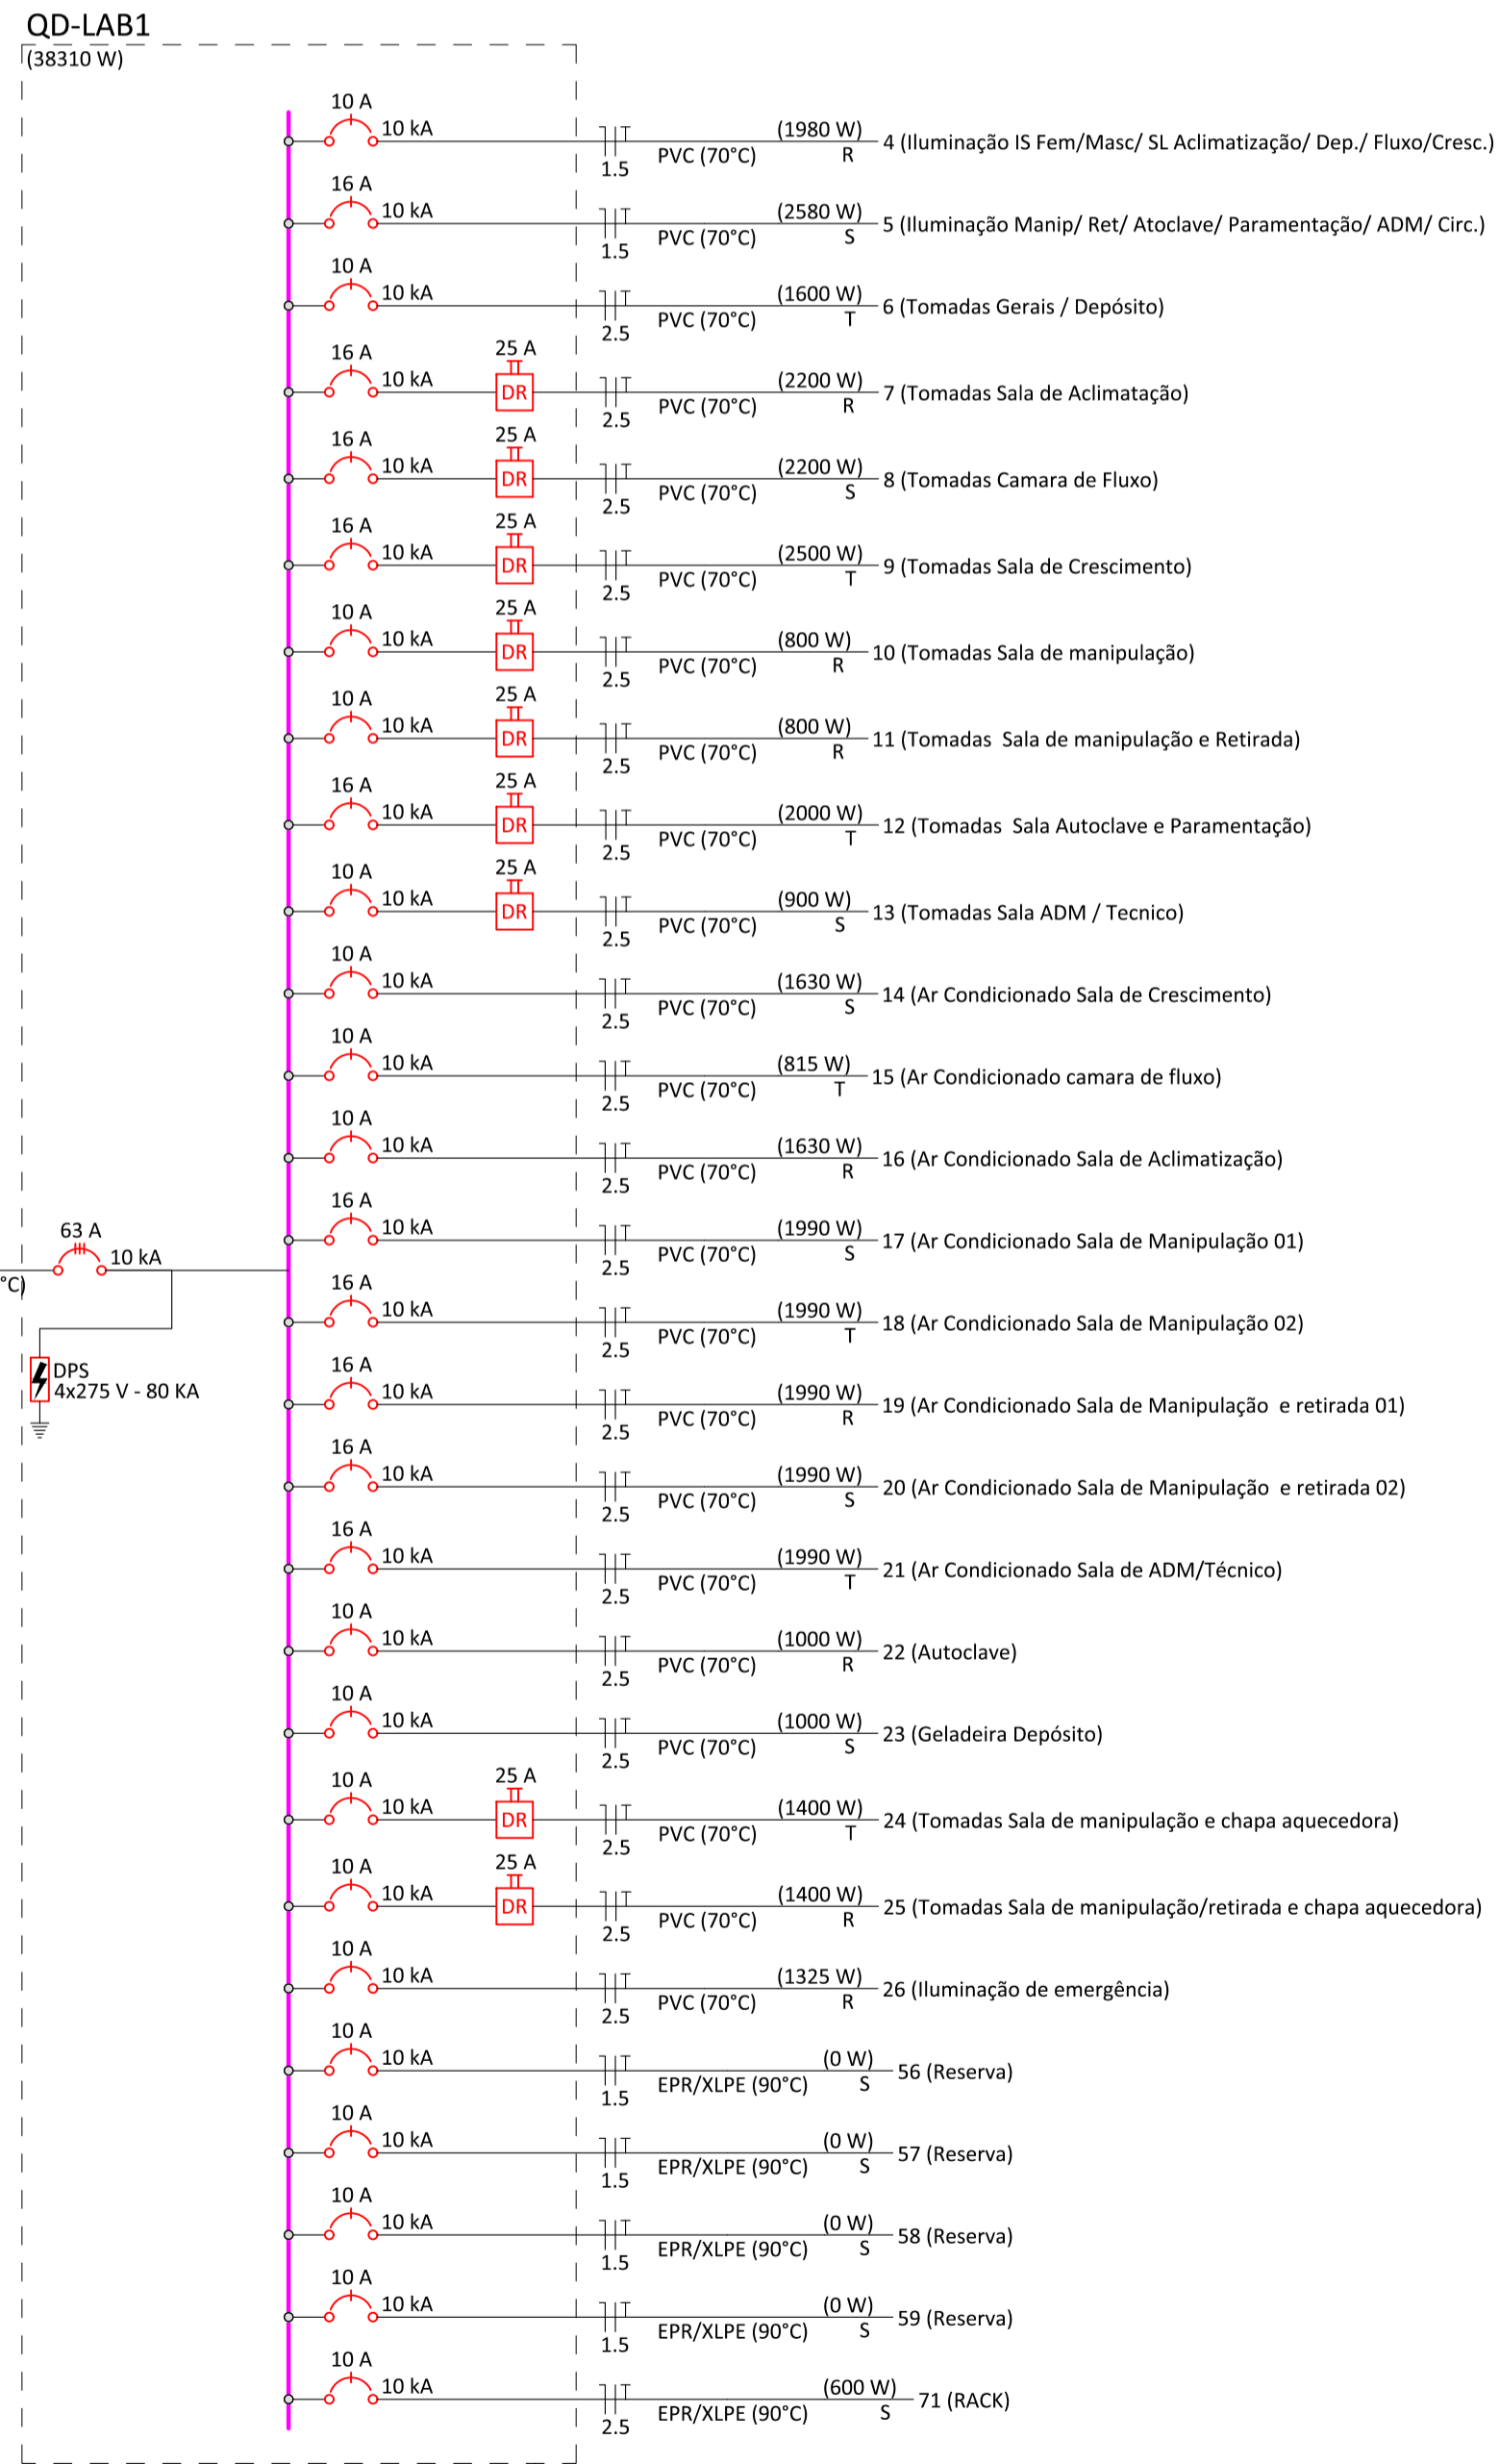 QD-LAB1
(38310 W)
10 A
10 kA
1.5
PVC (70°C)
(1980 W)
R
4 (Iluminação IS Fem/Masc/ SL Aclimatização/ Dep./ Fluxo/Cresc.)
16 A
10 kA
1.5
PVC (70°C)
(2580 W)
S
5 (Iluminação Manip/ Ret/ Atoclave/ Paramentação/ ADM/ Circ.)
10 A
10 kA
2.5
PVC (70°C)
(1600 W)
T
6 (Tomadas Gerais / Depósito)
16 A
10 kA
25 A
DR
2.5
PVC (70°C)
(2200 W)
R
7 (Tomadas Sala de Aclimatação)
16 A
10 kA
25 A
DR
2.5
PVC (70°C)
(2200 W)
S
8 (Tomadas Camara de Fluxo)
16 A
10 kA
25 A
DR
2.5
PVC (70°C)
(2500 W)
T
9 (Tomadas Sala de Crescimento)
10 A
10 kA
25 A
DR
2.5
PVC (70°C)
(800 W)
R
10 (Tomadas Sala de manipulação)
10 A
10 kA
25 A
DR
2.5
PVC (70°C)
(800 W)
R
11 (Tomadas Sala de manipulação e Retirada)
16 A
10 kA
25 A
DR
2.5
PVC (70°C)
(2000 W)
T
12 (Tomadas Sala Autoclave e Paramentação)
10 A
10 kA
25 A
DR
2.5
PVC (70°C)
(900 W)
S
13 (Tomadas Sala ADM / Tecnico)
10 A
10 kA
2.5
PVC (70°C)
(1630 W)
S
14 (Ar Condicionado Sala de Crescimento)
10 A
10 kA
2.5
PVC (70°C)
(815 W)
T
15 (Ar Condicionado camara de fluxo)
10 A
10 kA
2.5
PVC (70°C)
(1630 W)
R
16 (Ar Condicionado Sala de Aclimatização)
16 A
10 kA
2.5
PVC (70°C)
(1990 W)
S
17 (Ar Condicionado Sala de Manipulação 01)
63 A
10 kA
°C)
DPS
4x275 V - 80 KA
16 A
10 kA
2.5
PVC (70°C)
(1990 W)
T
18 (Ar Condicionado Sala de Manipulação 02)
16 A
10 kA
2.5
PVC (70°C)
(1990 W)
R
19 (Ar Condicionado Sala de Manipulação e retirada 01)
16 A
10 kA
2.5
PVC (70°C)
(1990 W)
S
20 (Ar Condicionado Sala de Manipulação e retirada 02)
16 A
10 kA
2.5
PVC (70°C)
(1990 W)
T
21 (Ar Condicionado Sala de ADM/Técnico)
10 A
10 kA
2.5
PVC (70°C)
(1000 W)
R
22 (Autoclave)
10 A
10 kA
2.5
PVC (70°C)
(1000 W)
S
23 (Geladeira Depósito)
10 A
10 kA
25 A
DR
2.5
PVC (70°C)
(1400 W)
T
24 (Tomadas Sala de manipulação e chapa aquecedora)
10 A
10 kA
25 A
DR
2.5
PVC (70°C)
(1400 W)
R
25 (Tomadas Sala de manipulação/retirada e chapa aquecedora)
10 A
10 kA
2.5
PVC (70°C)
(1325 W)
R
26 (Iluminação de emergência)
10 A
10 kA
1.5
EPR/XLPE (90°C)
(0 W)
S
56 (Reserva)
10 A
10 kA
1.5
EPR/XLPE (90°C)
(0 W)
S
57 (Reserva)
10 A
10 kA
1.5
EPR/XLPE (90°C)
(0 W)
S
58 (Reserva)
10 A
10 kA
1.5
EPR/XLPE (90°C)
(0 W)
S
59 (Reserva)
10 A
10 kA
2.5
EPR/XLPE (90°C)
(600 W)
S
71 (RACK)